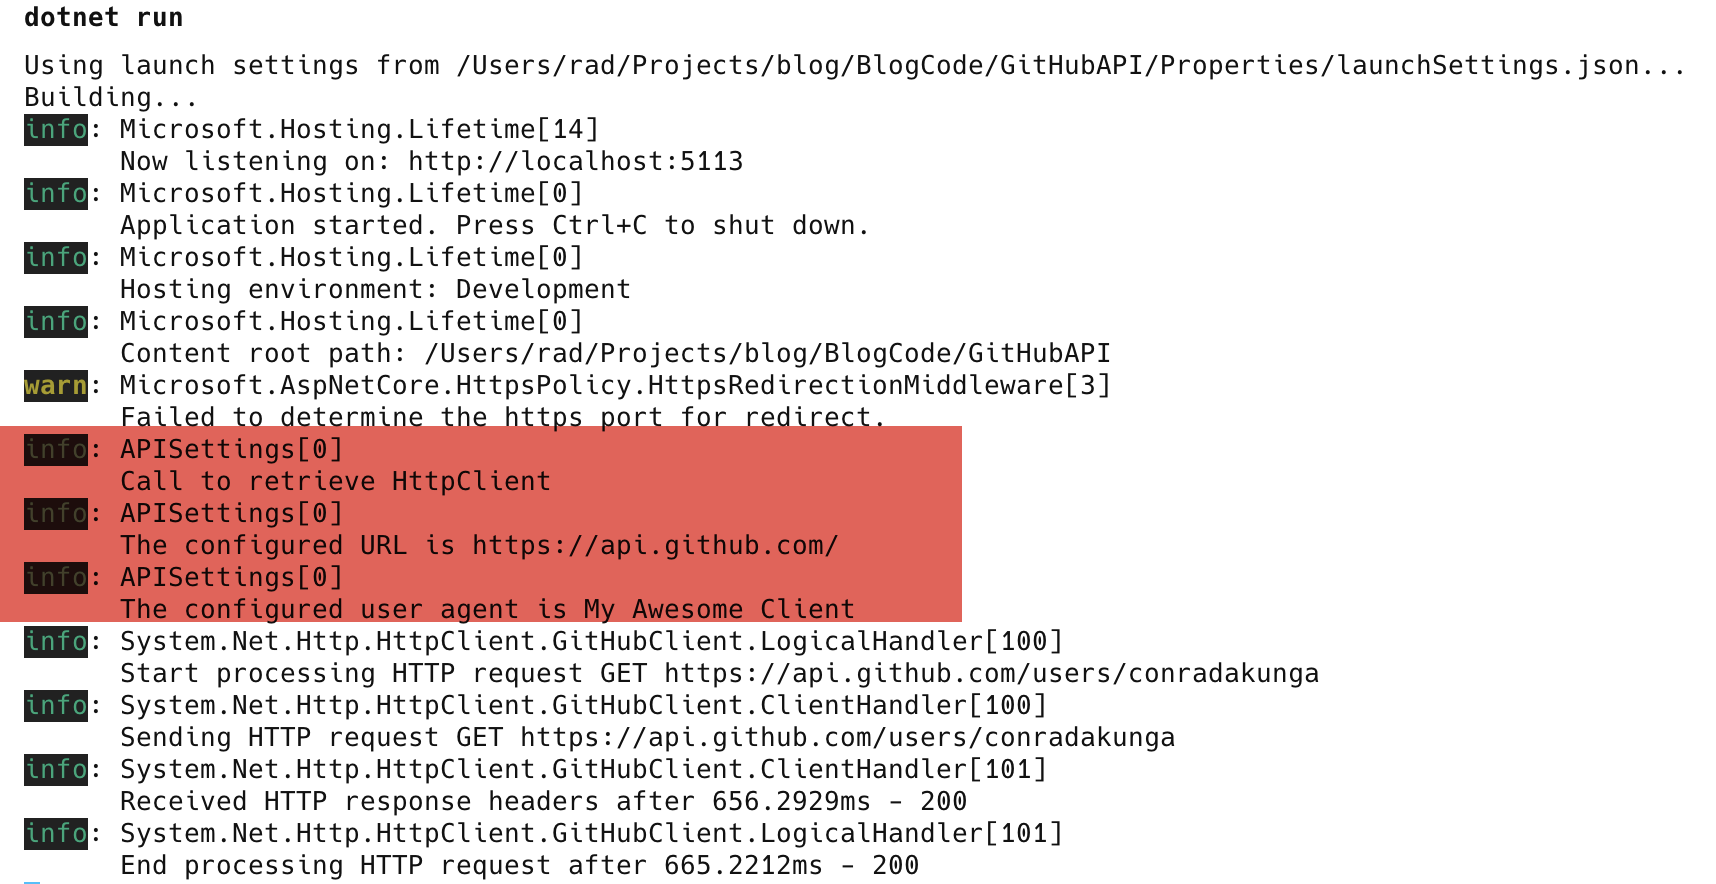 dotnet run
Using launch settings from /Users/rad/Projects/blog/BlogCode/GitHubAPI/Properties/launchSettings.json...
Building...
info: Microsoft.Hosting.Lifetime[14]
      Now listening on: http://localhost:5113
info: Microsoft.Hosting.Lifetime[0]
      Application started. Press Ctrl+C to shut down.
info: Microsoft.Hosting.Lifetime[0]
      Hosting environment: Development
info: Microsoft.Hosting.Lifetime[0]
      Content root path: /Users/rad/Projects/blog/BlogCode/GitHubAPI
warn: Microsoft.AspNetCore.HttpsPolicy.HttpsRedirectionMiddleware[3]
      Failed to determine the https port for redirect.
info: APISettings[0]
      Call to retrieve HttpClient
info: APISettings[0]
      The configured URL is https://api.github.com/
info: APISettings[0]
      The configured user agent is My Awesome Client
info: System.Net.Http.HttpClient.GitHubClient.LogicalHandler[100]
      Start processing HTTP request GET https://api.github.com/users/conradakunga
info: System.Net.Http.HttpClient.GitHubClient.ClientHandler[100]
      Sending HTTP request GET https://api.github.com/users/conradakunga
info: System.Net.Http.HttpClient.GitHubClient.ClientHandler[101]
      Received HTTP response headers after 656.2929ms - 200
info: System.Net.Http.HttpClient.GitHubClient.LogicalHandler[101]
      End processing HTTP request after 665.2212ms - 200